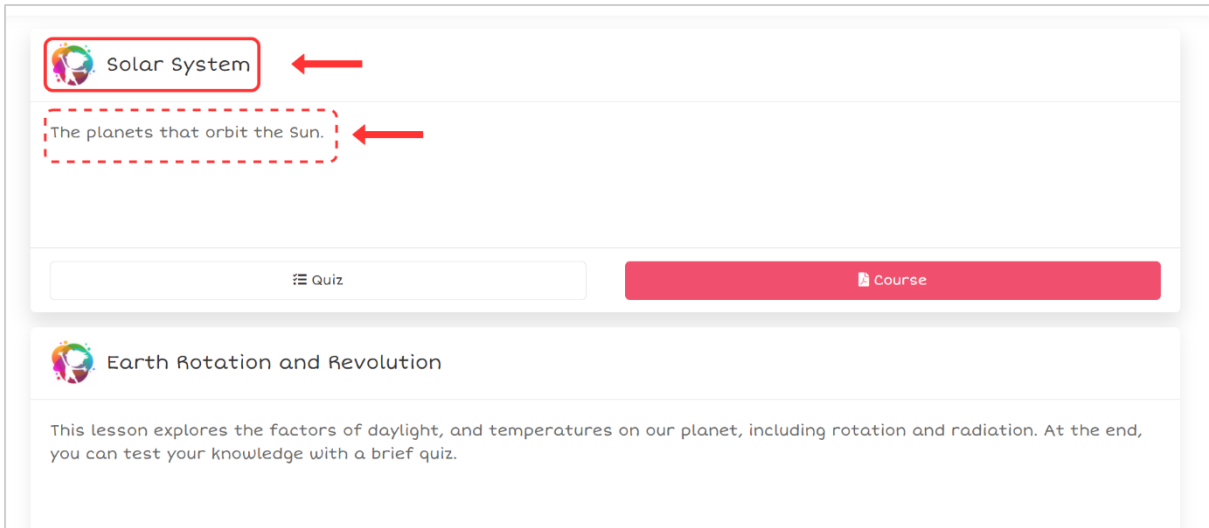 Solar System
The planets that orbit the Sun.
Quiz
Course
Earth Rotation and Revolution
This lesson explores the factors of daylight, and temperatures on our planet, including rotation and radiation. At the end,
you can test your knowledge with a brief quiz.